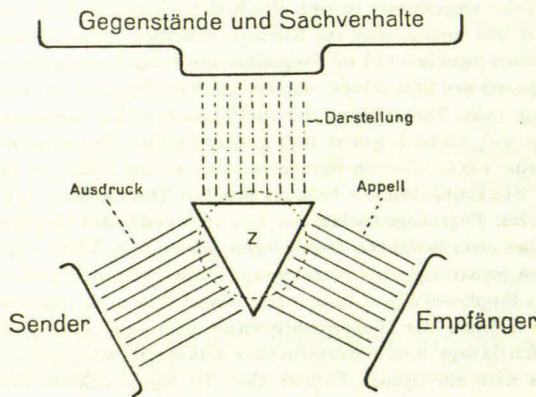 Gegenstände und Sachverhalte
Darstellung
Ausdruck
Appell
Sender
Empfänger